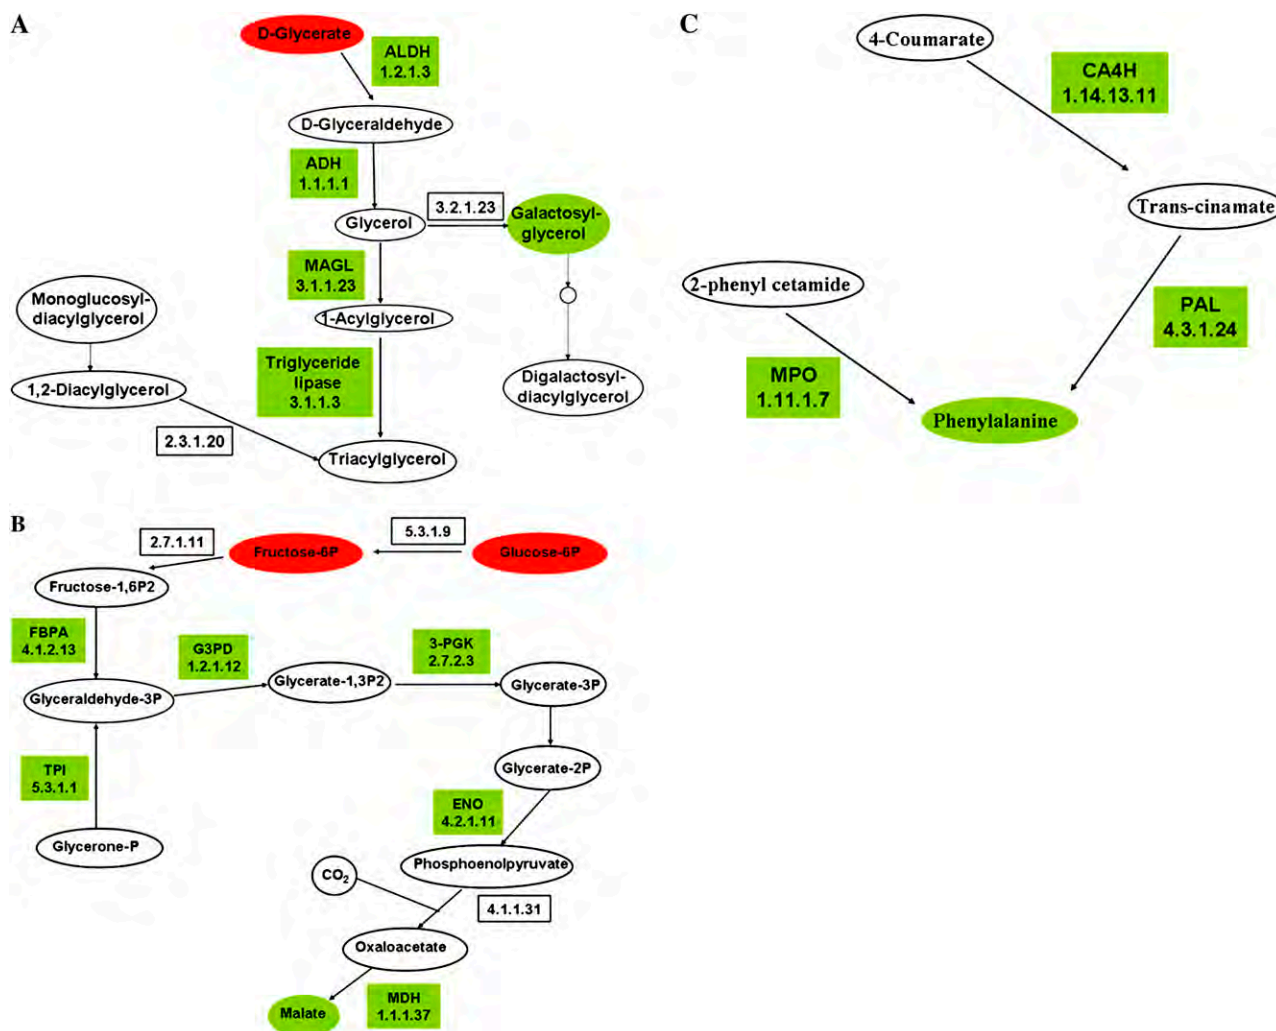 A
D-Glycerate
ALDH
1.2.1.3
D-Glyceraldehyde
ADH
1.1.1.1
Glycerol
3.2.1.23
Galactosyl-
glycerol
MAGL
3.1.1.23
1-Acylglycerol
Monoglucosyl-
diacylglycerol
1,2-Diacylglycerol
Triglyceride
lipase
3.1.1.3
Digalactosyl-
diacylglycerol
2.3.1.20
Triacylglycerol
C
4-Coumarate
CA4H
1.14.13.11
Trans-cinamate
2-phenyl cetamide
PAL
4.3.1.24
MPO
1.11.1.7
Phenylalanine
B
2.7.1.11
Fructose-6P
5.3.1.9
Glucose-6P
Fructose-1,6P2
FBPA
4.1.2.13
G3PD
1.2.1.12
3-PGK
2.7.2.3
Glyceraldehyde-3P
Glycerate-1,3P2
Glycerate-3P
TPI
5.3.1.1
Glycerate-2P
ENO
4.2.1.11
Glycerone-P
Phosphoenolpyruvate
CO2
4.1.1.31
Oxaloacetate
Malate
MDH
1.1.1.37